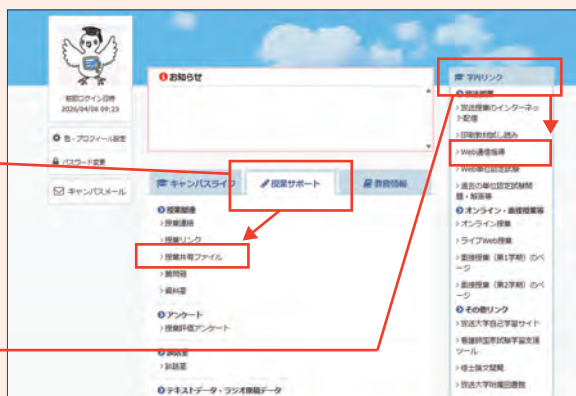 初回ログイン日時
2026/04/06 09:23
色・プロフィール設定
パスワード変更
キャンパスメール
お知らせ
キャンパスライフ
授業サポート
教務情報
授業関連
>授業連絡
>授業リンク
>授業共有ファイル
>質問箱
>資料室
アンケート
>授業評価アンケート
談話室
>談話室
テキストデータ・ラジオ原稿データ
学内リンク
放送授業
>放送授業のインターネット配信
>印刷教材試し読み
>Web通信指導
>Web単位認定試験
>過去の単位認定試験問
題・解答等
オンライン・面接授業等
>オンライン授業
>ライブWeb授業
>面接授業（第1学期）のペ
ージ
>面接授業（第2学期）のペ
ージ
その他リンク
>放送大学自己学習サイト
>看護師国家試験学習支援
ツール
>修士論文閲覧
>放送大学附属図書館